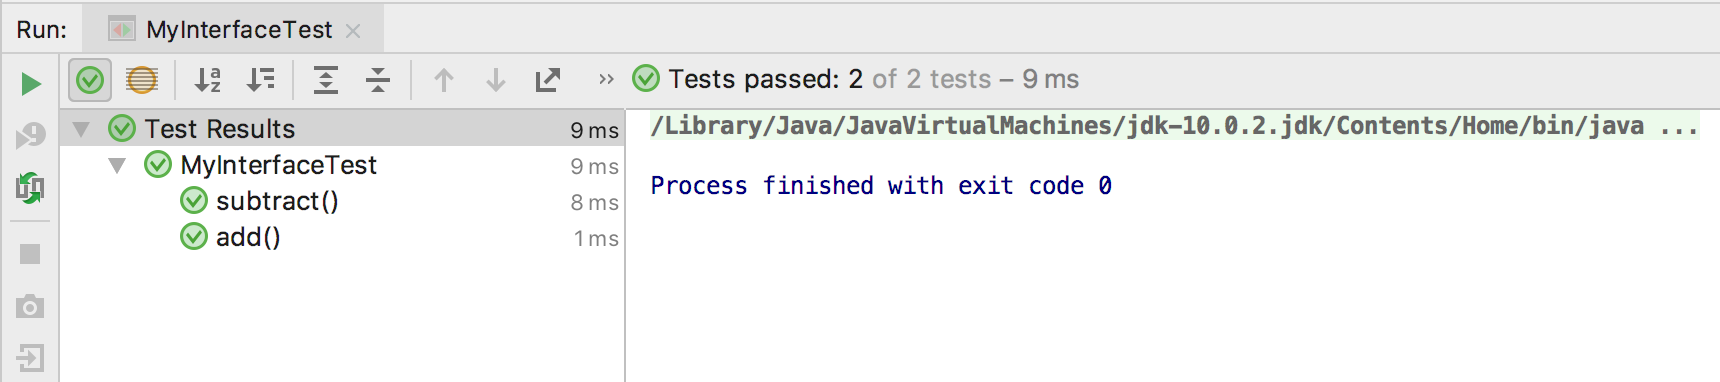 Run: MyInterfaceTest
Tests passed: 2 of 2 tests – 9 ms
Test Results 9 ms
MyInterfaceTest 9 ms
subtract() 8 ms
add() 1 ms
/Library/Java/JavaVirtualMachines/jdk-10.0.2.jdk/Contents/Home/bin/java ...
Process finished with exit code 0